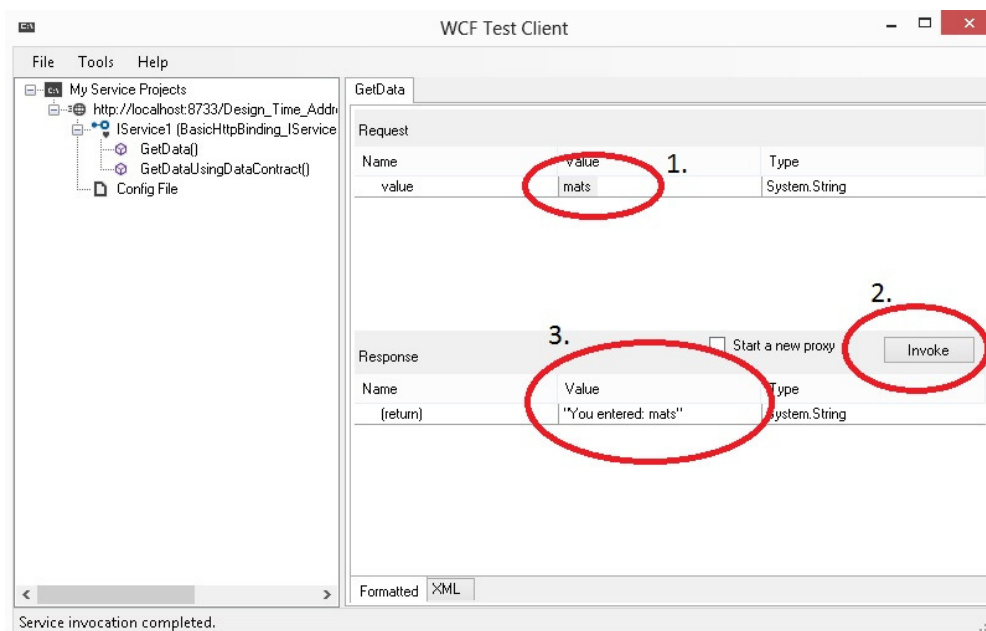 WCF Test Client
File Tools Help
My Service Projects
http://localhost:8733/Design_Time_Addr
IService1 (BasicHttpBinding_IService
GetData()
GetDataUsingDataContract()
Config File
GetData
Request
Name Value 1. Type
value mats System.String
2.
3.
Response Start a new proxy Invoke
Name Value Type
(return) "You entered: mats" System.String
Formatted XML
Service invocation completed.